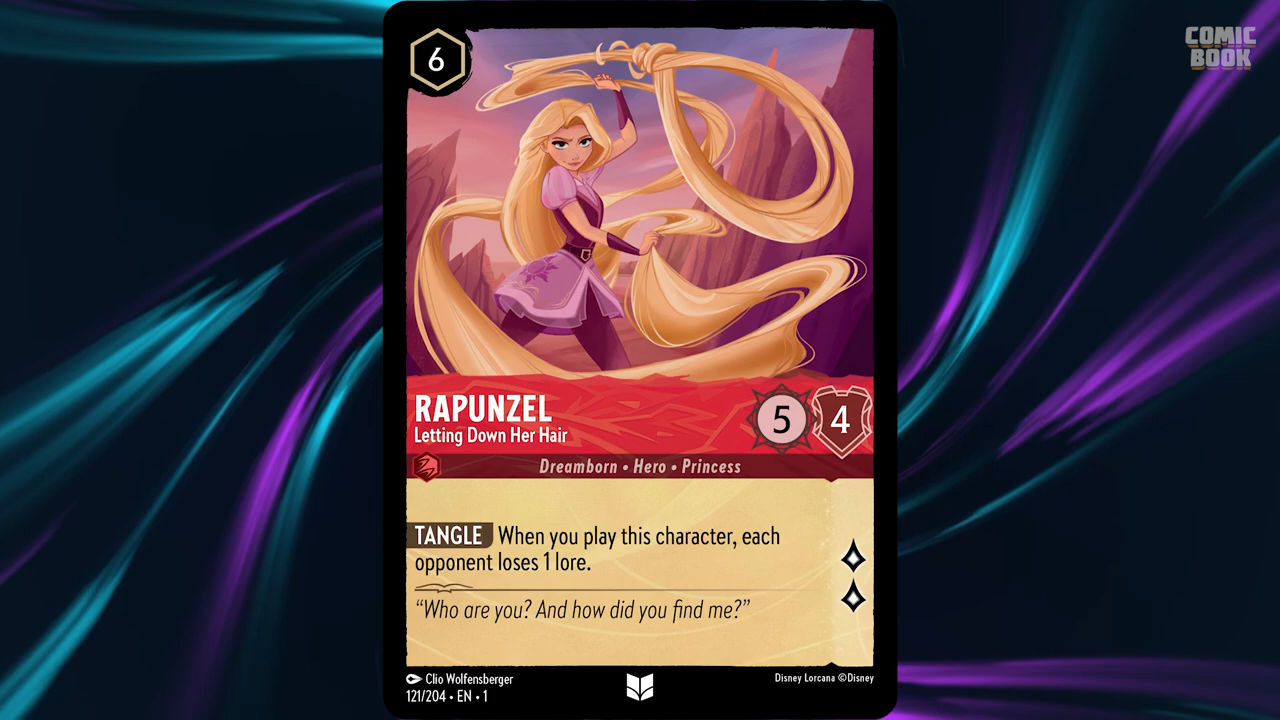 6
COMIC
BOOK
RAPUNZEL
Letting Down Her Hair
5
4
Dreamborn • Hero • Princess
TANGLE When you play this character, each
opponent loses 1 lore.
“Who are you? And how did you find me?”
Clio Wolfensberger
121/204 • EN • 1
Disney Lorcana ©Disney